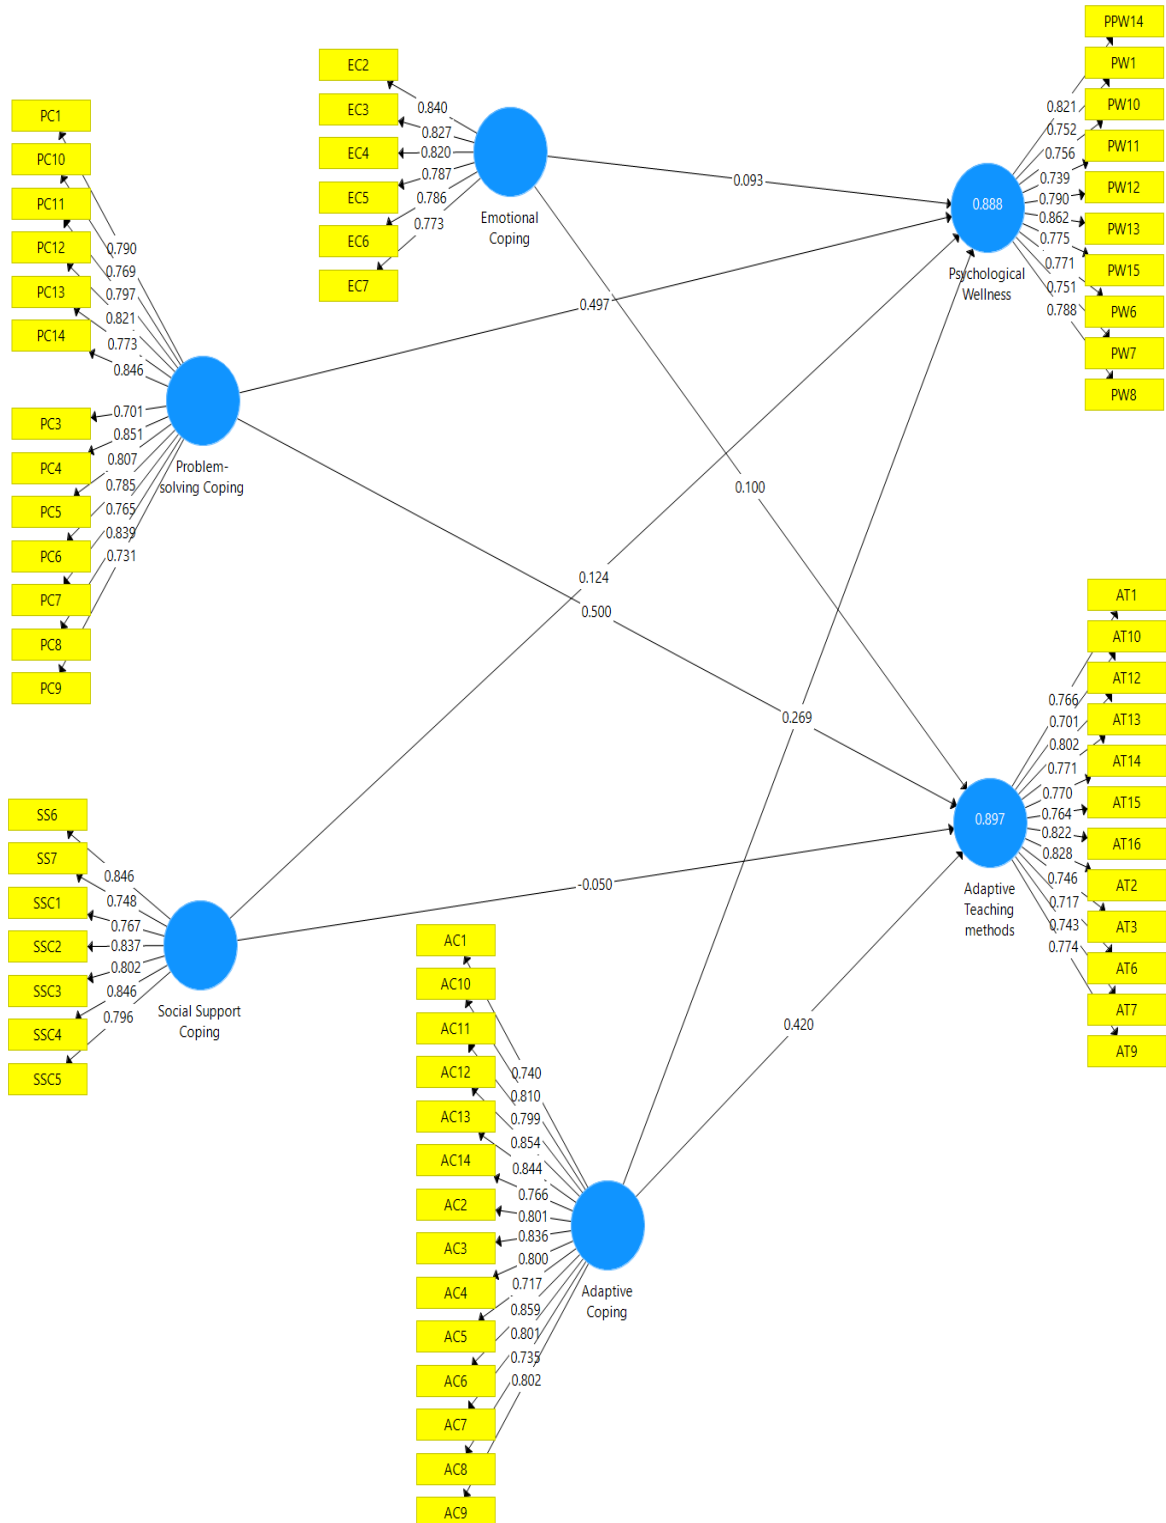 PPW14
PW1
PW10
PW11
PW12
PW13
PW15
PW6
PW7
PW8
0.821
0.752
0.756
0.739
0.790
0.862
0.775
0.771
0.751
0.788
0.888
Psychological
Wellness
EC2
EC3
EC4
EC5
EC6
EC7
0.840
0.827
0.820
0.787
0.786
0.773
Emotional
Coping
0.093
0.497
0.100
0.124
0.500
0.269
-0.050
0.420
PC1
PC10
PC11
PC12
PC13
PC14
PC3
PC4
PC5
PC6
PC7
PC8
PC9
0.790
0.769
0.797
0.821
0.773
0.846
0.701
0.851
0.807
0.785
0.765
0.839
0.731
Problem-
solving Coping
AT1
AT10
AT12
AT13
AT14
AT15
AT16
AT2
AT3
AT6
AT7
AT9
0.766
0.701
0.802
0.771
0.770
0.764
0.822
0.828
0.746
0.717
0.743
0.774
0.897
Adaptive
Teaching
methods
SS6
SS7
SSC1
SSC2
SSC3
SSC4
SSC5
0.846
0.748
0.767
0.837
0.802
0.846
0.796
Social Support
Coping
AC1
AC10
AC11
AC12
AC13
AC14
AC2
AC3
AC4
AC5
AC6
AC7
AC8
AC9
0.740
0.810
0.799
0.854
0.844
0.766
0.801
0.836
0.800
0.717
0.859
0.801
0.735
0.802
Adaptive
Coping